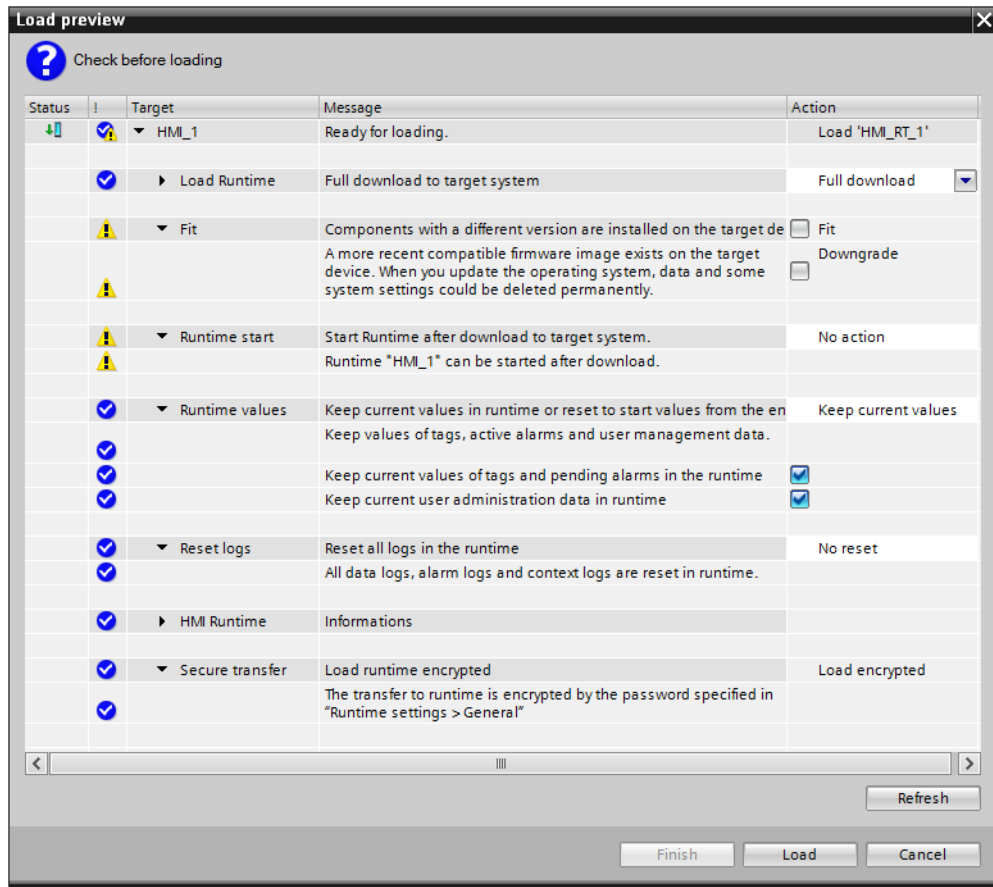 Load preview
Check before loading
Status ! Target Message Action
HMI_1 Ready for loading. Load 'HMI_RT_1'
Load Runtime Full download to target system Full download
Fit Components with a different version are installed on the target de Fit
A more recent compatible firmware image exists on the target Downgrade
device. When you update the operating system, data and some
system settings could be deleted permanently.
Runtime start Start Runtime after download to target system. No action
Runtime "HMI_1" can be started after download.
Runtime values Keep current values in runtime or reset to start values from the en Keep current values
Keep values of tags, active alarms and user management data.
Keep current values of tags and pending alarms in the runtime
Keep current user administration data in runtime
Reset logs Reset all logs in the runtime No reset
All data logs, alarm logs and context logs are reset in runtime.
HMI Runtime Informations
Secure transfer Load runtime encrypted Load encrypted
The transfer to runtime is encrypted by the password specified in
“Runtime settings > General”
Refresh
Finish Load Cancel